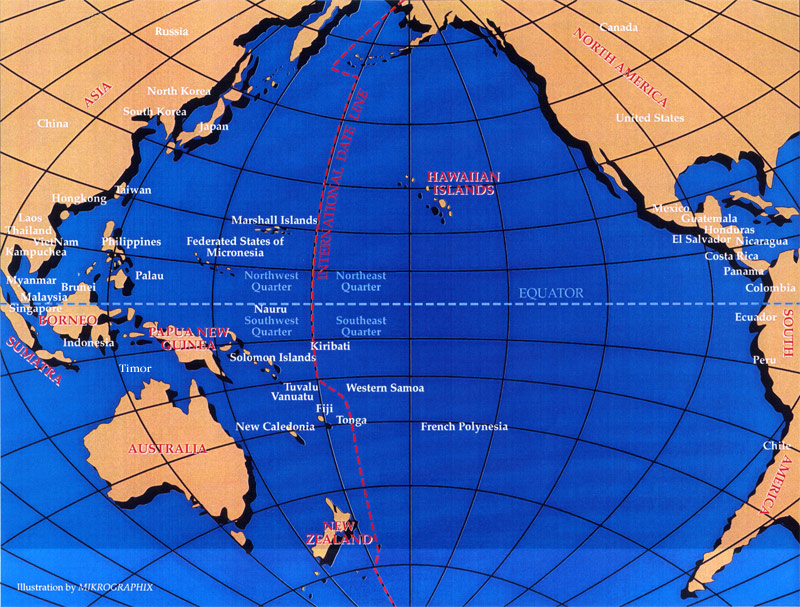 Canada
Russia
NORTH AMERICA
ASIA
North Korea
INTERNATIONAL DATE LINE
South Korea
United States
China
Japan
HAWAIIAN
ISLANDS
Taiwan
Hongkong
Mexico
Laos
Marshall Islands
Guatemala
Thailand
Honduras
VietNam
Philippines
Federated States of
Micronesia
El Salvador
Nicaragua
Kampuchea
Costa Rica
Palau
Northwest
Quarter
Northeast
Quarter
Panama
Myanmar
Brunei
Colombia
Malaysia
EQUATOR
Singapore
Nauru
BORNEO
Southwest
Quarter
Southeast
Quarter
Ecuador
SOUTH
PAPUA NEW
GUINEA
Indonesia
Kiribati
SUMATRA
Solomon Islands
Peru
Timor
Tuvalu
Western Samoa
Vanuatu
Fiji
Tonga
New Caledonia
French Polynesia
AUSTRALIA
Chile
AMERICA
NEW
ZEALAND
Illustration by MIKROGRAPHIX